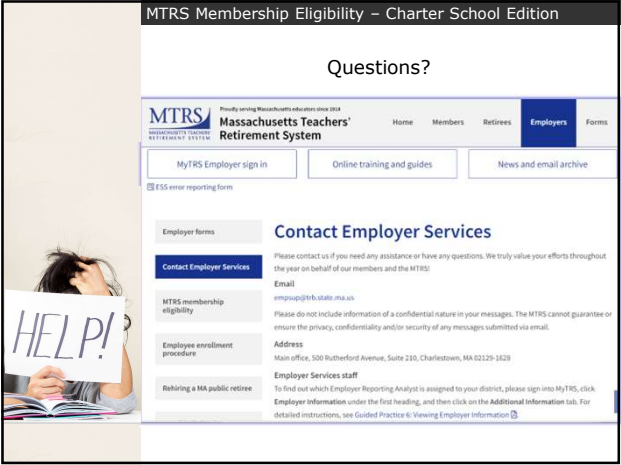 MTRS Membership Eligibility – Charter School Edition
Questions?
MTRS
MASSACHUSETTS TEACHERS'
RETIREMENT SYSTEM
Proudly serving Massachusetts educators since 1914
Massachusetts Teachers'
Retirement System
Home Members Retirees Employers Forms
MyTRS Employer sign in Online training and guides News and email archive
ESS error reporting form
Employer forms
Contact Employer Services
MTRS membership
eligibility
Employee enrollment
procedure
Rehiring a MA public retiree
Contact Employer Services
Please contact us if you need any assistance or have any questions. We truly value your efforts throughout
the year on behalf of our members and the MTRS!
Email
empsup@trb.state.ma.us
Please do not include information of a confidential nature in your messages. The MTRS cannot guarantee or
ensure the privacy, confidentiality and/or security of any messages submitted via email.
Address
Main office, 500 Rutherford Avenue, Suite 210, Charlestown, MA 02129-1628
Employer Services staff
To find out which Employer Reporting Analyst is assigned to your district, please sign into MyTRS, click
Employer Information under the first heading, and then click on the Additional Information tab. For
detailed instructions, see Guided Practice 6: Viewing Employer Information
HELP!